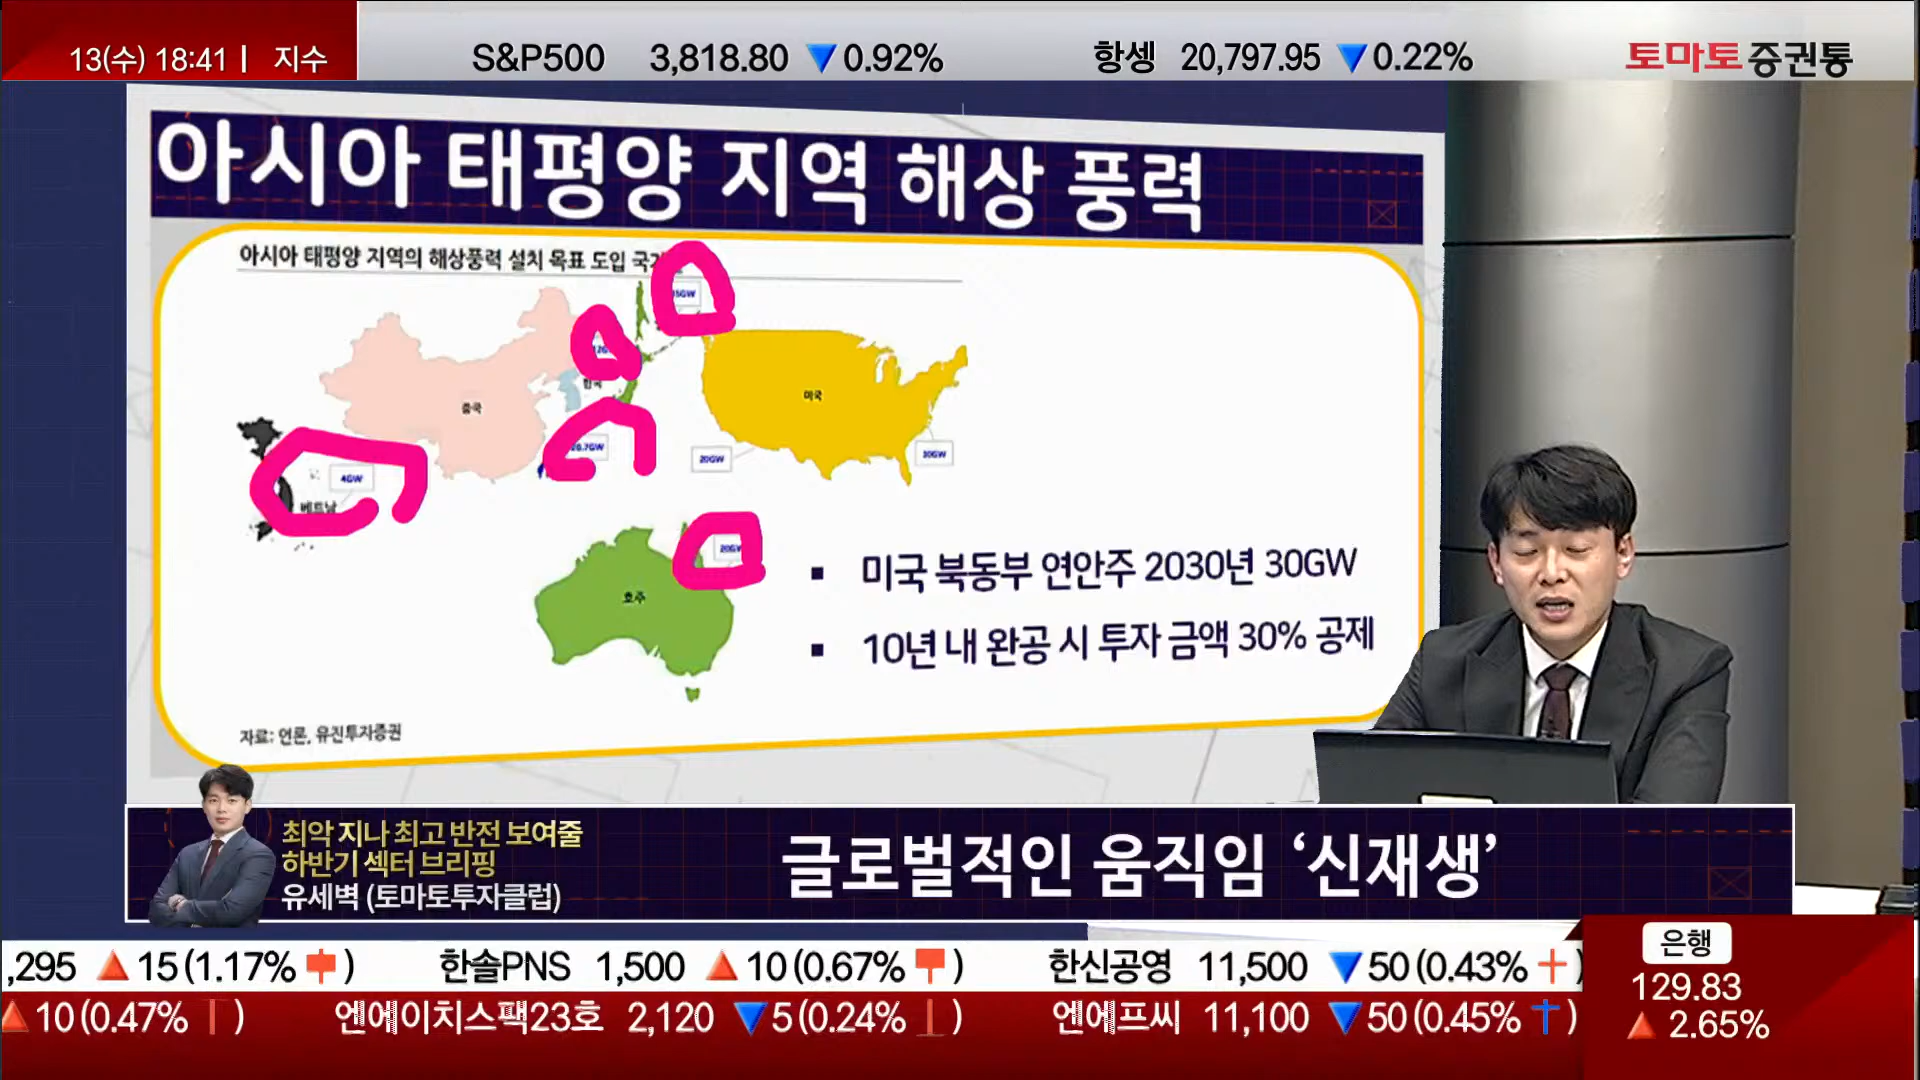 13(수) 18:41 | 지수
S&P500 3,818.80 ▼0.92%
항셍 20,797.95 ▼0.22%
토마토증권통
아시아 태평양 지역 해상 풍력
아시아 태평양 지역의 해상풍력 설치 목표 도입
중국
한국
미국
20GW
30GW
4GW
베트남
호주
▪ 미국 북동부 연안주 2030년 30GW
▪ 10년 내 완공 시 투자 금액 30% 공제
자료: 언론, 유진투자증권
최악 지나 최고 반전 보여줄
하반기 섹터 브리핑
유세벽 (토마토투자클럽)
글로벌적인 움직임 ‘신재생’
,295 ▲15(1.17% ) 한솔PNS 1,500 ▲10(0.67% ) 한신공영 11,500 ▼50(0.43% )
▲10(0.47% ) 엔에이치스팩23호 2,120 ▼5(0.24% ) 엔에프씨 11,100 ▼50(0.45% )
은행
129.83
▲ 2.65%